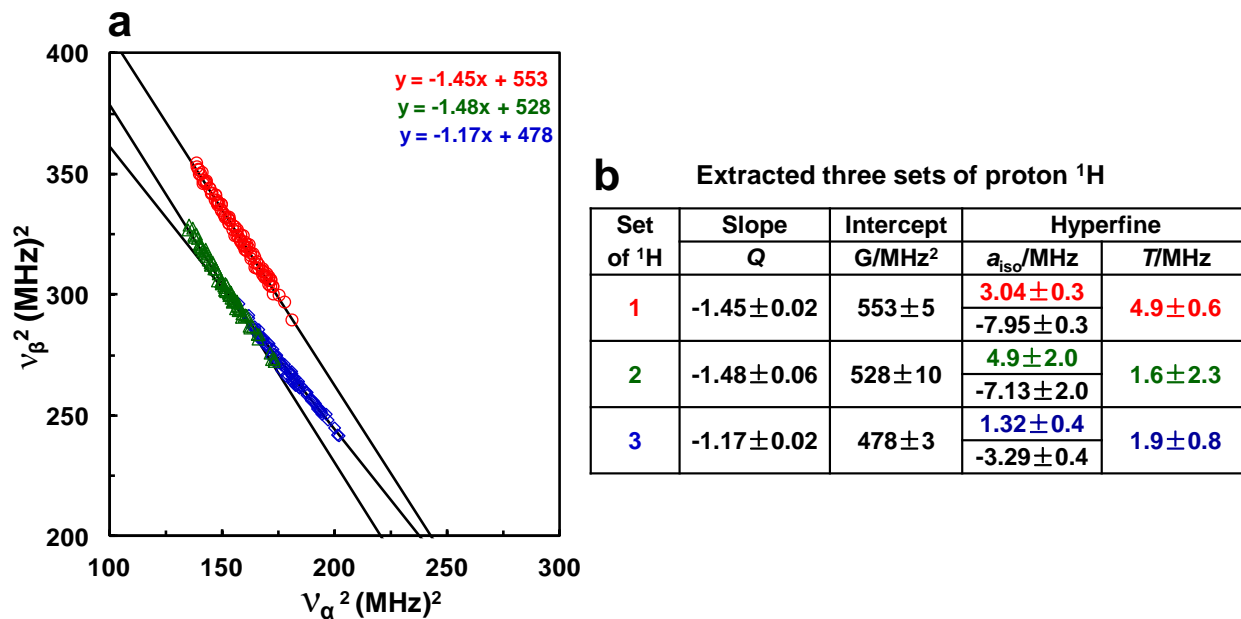 a
400
350
300
250
200
y = -1.45x + 553
y = -1.48x + 528
y = -1.17x + 478
νβ² (MHz)²
100 150 200 250 300
να² (MHz)²
b Extracted three sets of proton ¹H
Set of ¹H Slope Intercept Hyperfine
Q G/MHz² aiso/MHz T/MHz
1 -1.45±0.02 553±5 3.04±0.3 4.9±0.6
-7.95±0.3
2 -1.48±0.06 528±10 4.9±2.0 1.6±2.3
-7.13±2.0
3 -1.17±0.02 478±3 1.32±0.4 1.9±0.8
-3.29±0.4